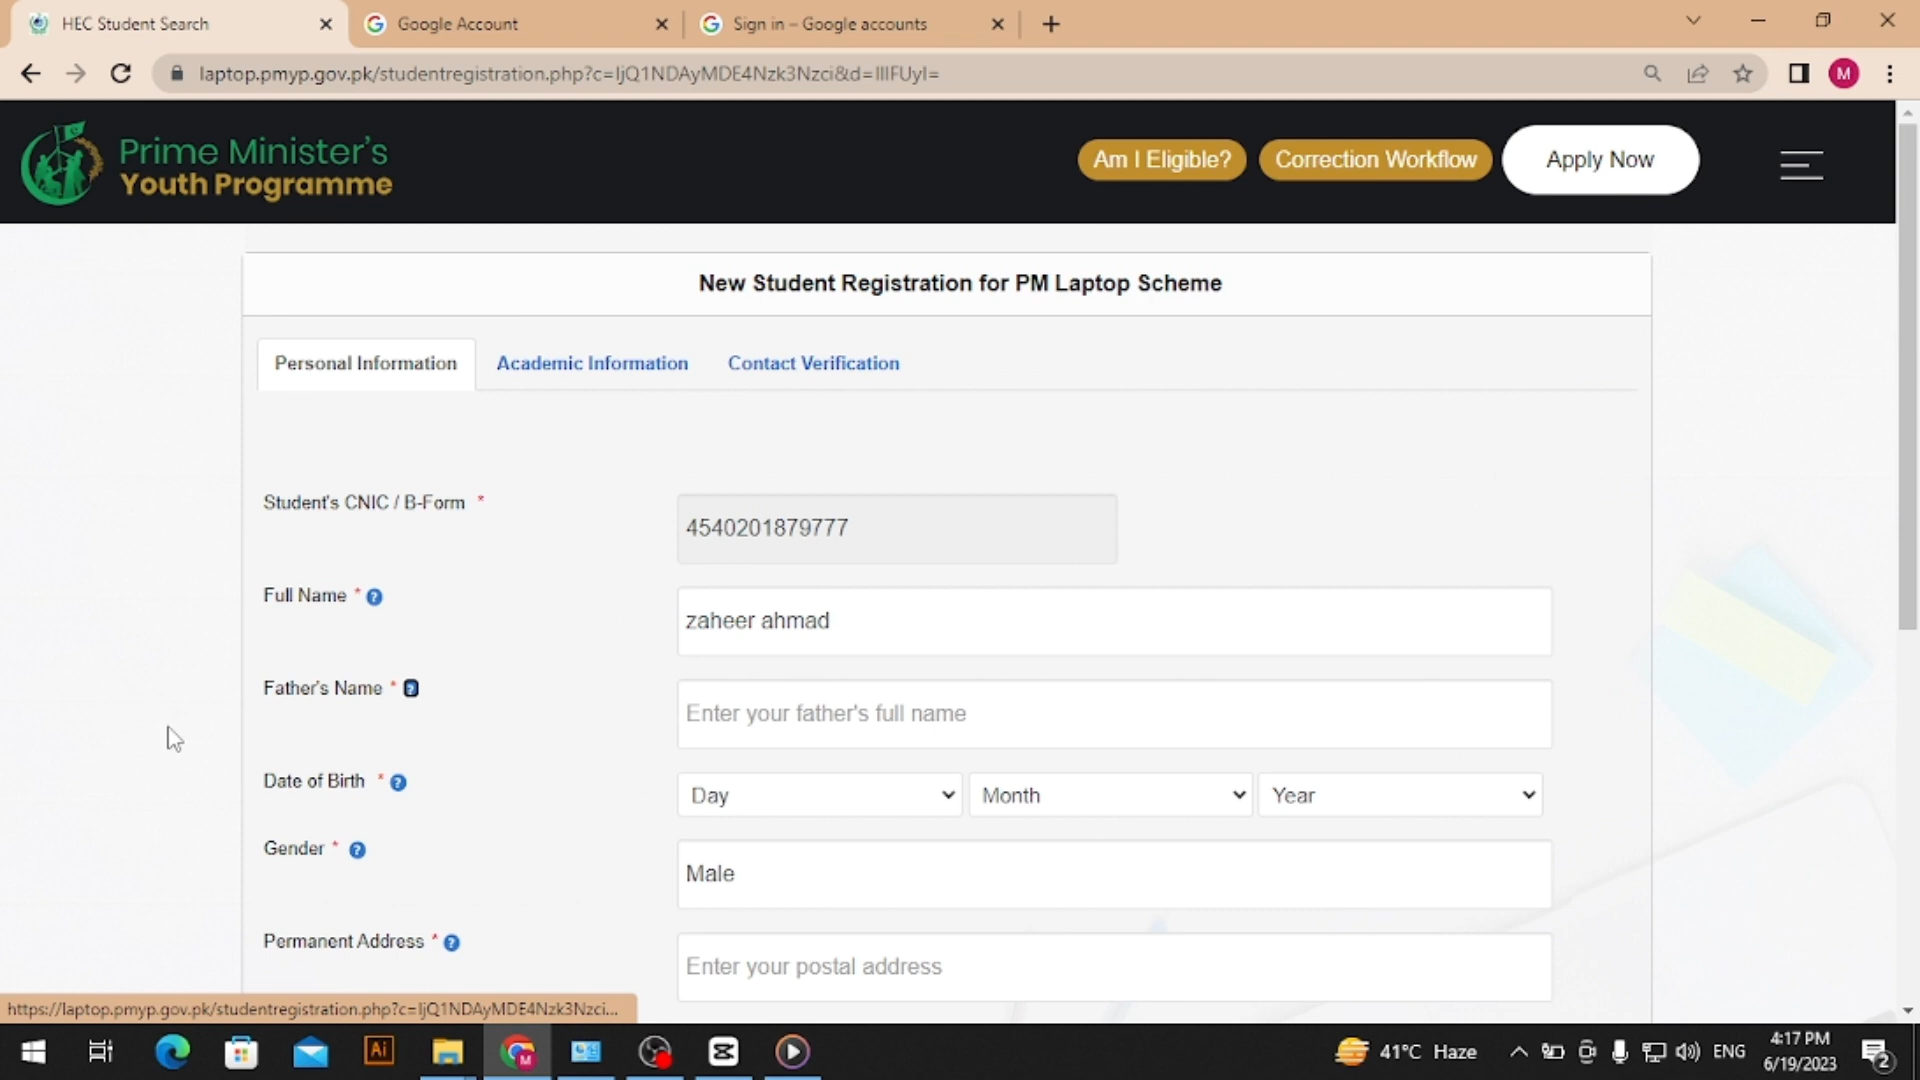 HEC Student Search
Google Account
Sign in – Google accounts
laptop.pmyp.gov.pk/studentregistration.php?c=IjQ1NDAyMDE4Nzk3Nzci&d=IIIFUyI=
M
Prime Minister's
Youth Programme
Am I Eligible?
Correction Workflow
Apply Now
New Student Registration for PM Laptop Scheme
Personal Information
Academic Information
Contact Verification
Student's CNIC / B-Form *
4540201879777
Full Name * ?
zaheer ahmad
Father's Name * ?
Enter your father's full name
Date of Birth * ?
Day
Month
Year
Gender * ?
Male
Permanent Address * ?
Enter your postal address
https://laptop.pmyp.gov.pk/studentregistration.php?c=IjQ1NDAyMDE4Nzk3Nzci...
Ai
M
41°C Haze
ENG
4:17 PM
6/19/2023
2